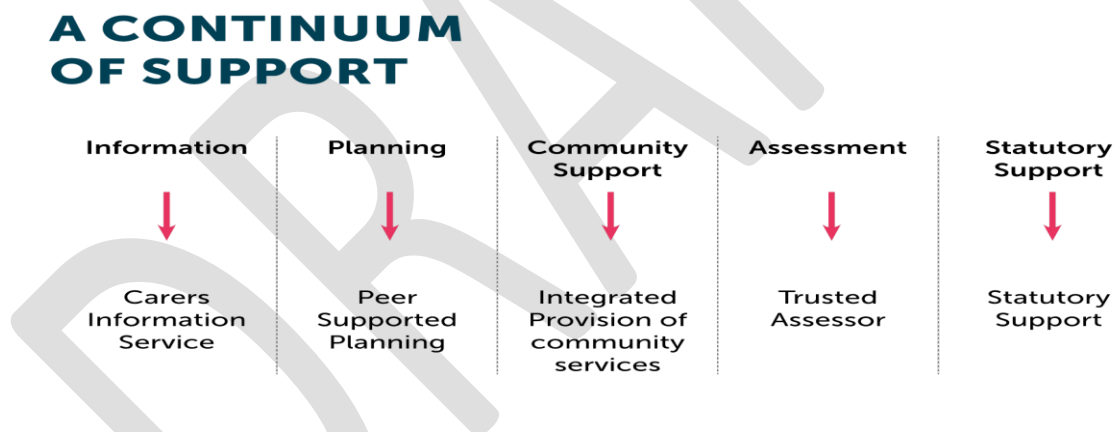 A CONTINUUM
OF SUPPORT
Information
Carers
Information
Service
Planning
Peer
Supported
Planning
Community
Support
Integrated
Provision of
community
services
Assessment
Trusted
Assessor
Statutory
Support
Statutory
Support